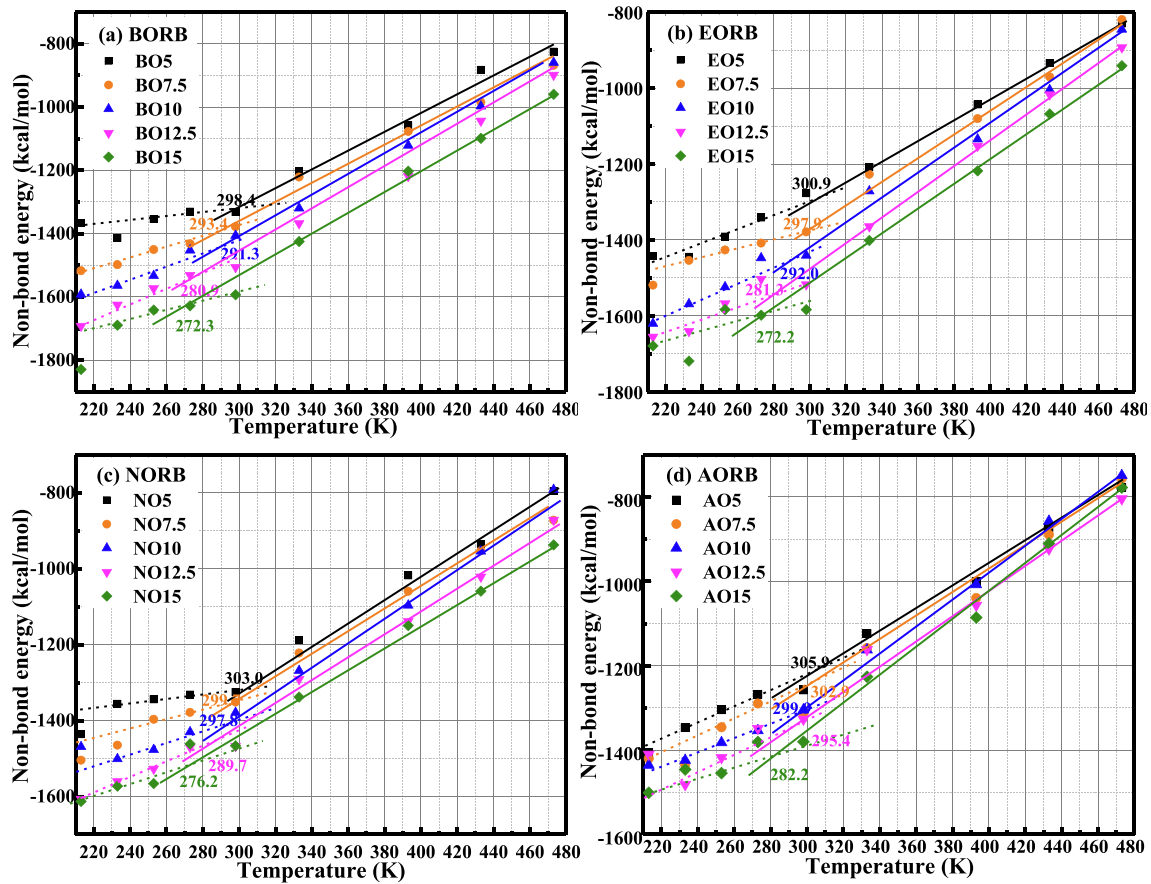 (a) BORB
BO5
BO7.5
BO10
BO12.5
BO15
298.4
293.4
291.3
280.9
272.3
-800
-1000
-1200
-1400
-1600
-1800
220 240 260 280 300 320 340 360 380 400 420 440 460 480
Temperature (K)
Non-bond energy (kcal/mol)
(b) EORB
EO5
EO7.5
EO10
EO12.5
EO15
300.9
297.9
292.0
281.3
272.2
-800
-1000
-1200
-1400
-1600
-1800
220 240 260 280 300 320 340 360 380 400 420 440 460 480
Temperature (K)
Non-bond energy (kcal/mol)
(c) NORB
NO5
NO7.5
NO10
NO12.5
NO15
303.0
299
297.8
289.7
276.2
-800
-1000
-1200
-1400
-1600
220 240 260 280 300 320 340 360 380 400 420 440 460 480
Temperature (K)
Non-bond energy (kcal/mol)
(d) AORB
AO5
AO7.5
AO10
AO12.5
AO15
305.9
302.9
295.4
282.2
-800
-1000
-1200
-1400
-1600
220 240 260 280 300 320 340 360 380 400 420 440 460 480
Temperature (K)
Non-bond energy (kcal/mol)